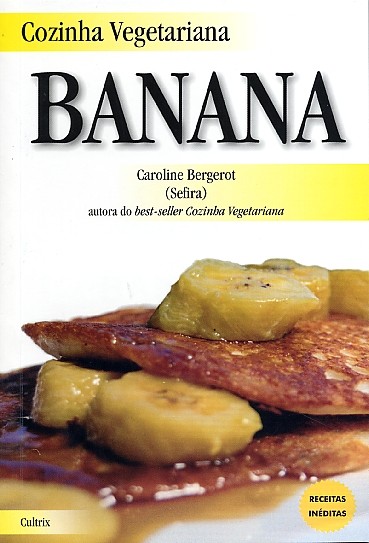 Cozinha Vegetariana
BANANA
Caroline Bergerot
(Sefira)
autora do best-seller Cozinha Vegetariana
RECEITAS
INÉDITAS
Cultrix